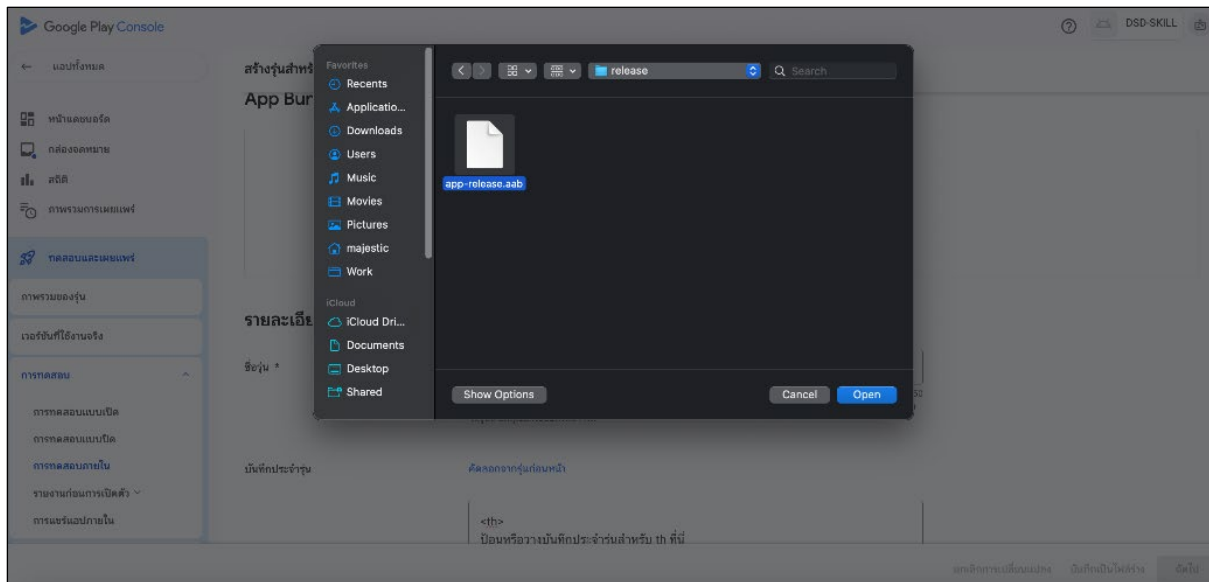 Google Play Console
DSD-SKILL
แอปทั้งหมด
หน้าแดชบอร์ด
กล่องจดหมาย
สถิติ
ภาพรวมการเผยแพร่
ทดสอบและเผยแพร่
ภาพรวมของรุ่น
เวอร์ชันที่ใช้งานจริง
การทดสอบ
การทดสอบแบบเปิด
การทดสอบแบบปิด
การทดสอบภายใน
รายงานก่อนการเปิดตัว
การแชร์แอปภายใน
สร้างรุ่นสำหรั
App Bun
Favorites
Recents
Applicatio...
Downloads
Users
Music
Movies
Pictures
majestic
Work
iCloud
iCloud Dri...
Documents
Desktop
Shared
release
Search
app-release.aab
Show Options
Cancel
Open
รายละเอีย
ชื่อรุ่น *
บันทึกประจำรุ่น
คัดลอกจากรุ่นก่อนหน้า
<th>
ป้อนหรือวางบันทึกประจำรุ่นสำหรับ th ที่นี่
ยกเลิกการเปลี่ยนแปลง
บันทึกเป็นฉบับร่าง
ถัดไป